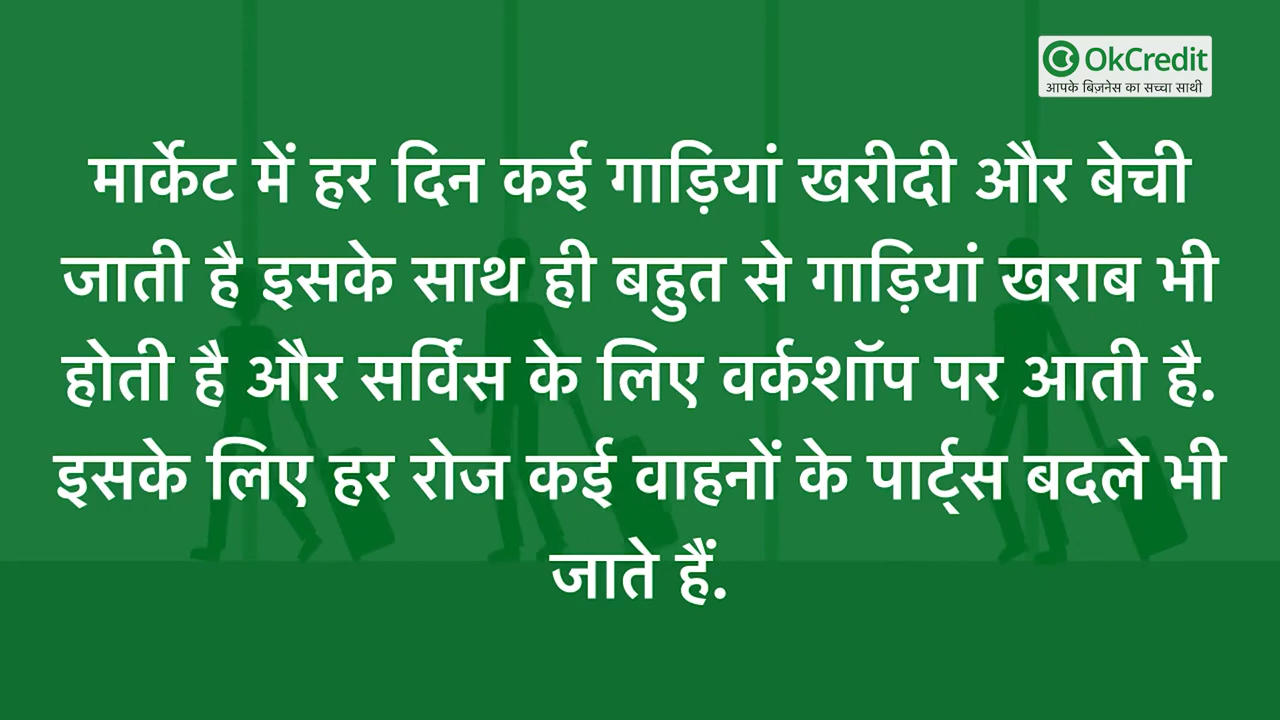 OkCredit
आपके बिज़नेस का सच्चा साथी
मार्केट में हर दिन कई गाड़ियां खरीदी और बेची
जाती है इसके साथ ही बहुत से गाड़ियां खराब भी
होती है और सर्विस के लिए वर्कशॉप पर आती है.
इसके लिए हर रोज कई वाहनों के पार्ट्स बदले भी
जाते हैं.